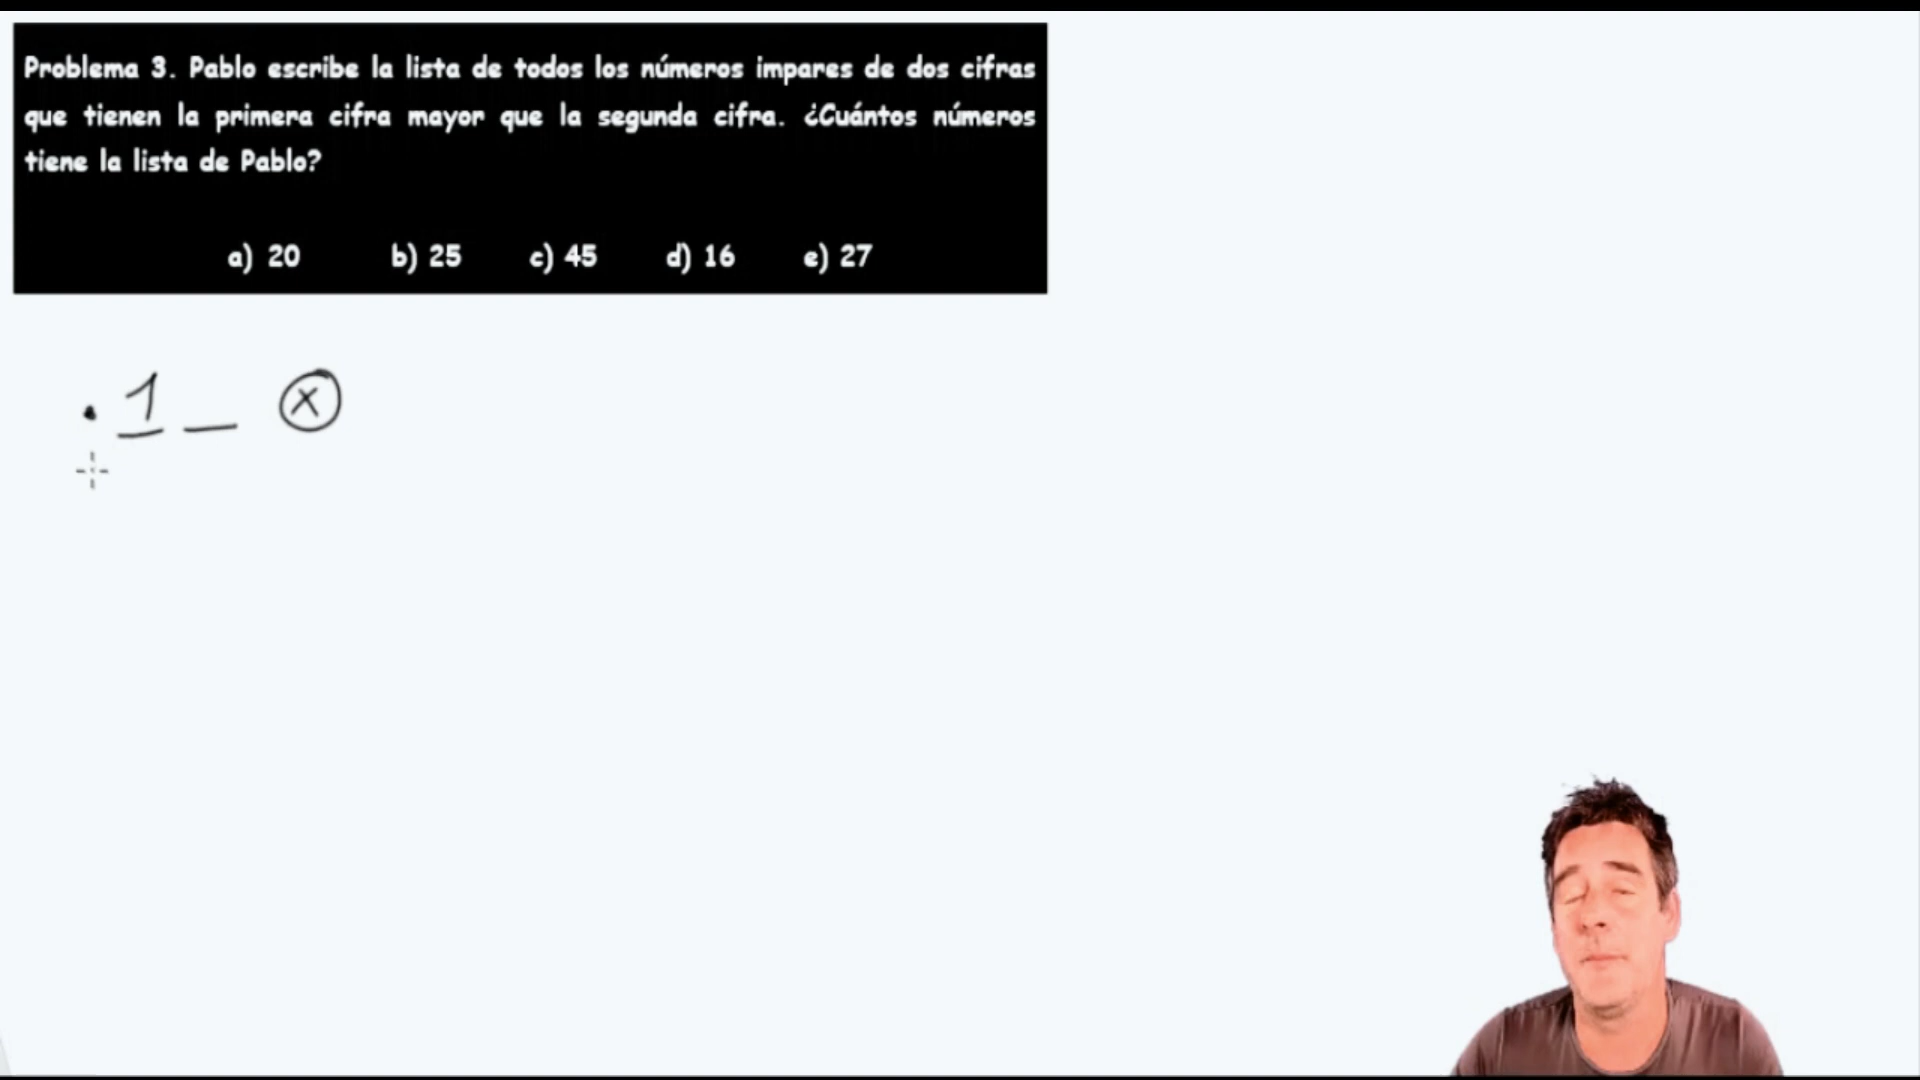 Problema 3. Pablo escribe la lista de todos los números impares de dos cifras
que tienen la primera cifra mayor que la segunda cifra. ¿Cuántos números
tiene la lista de Pablo?
a) 20 b) 25 c) 45 d) 16 e) 27
• 1 _ ⓧ